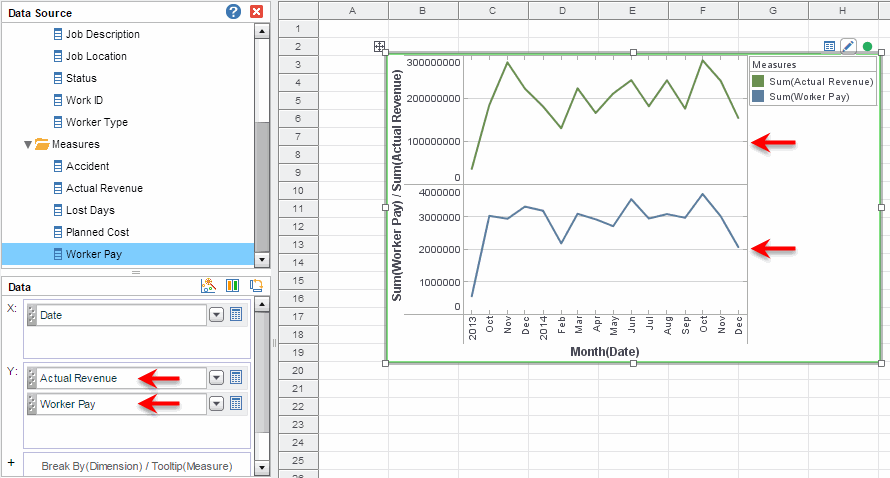 Data Source
Job Description
Job Location
Status
Work ID
Worker Type
Measures
Accident
Actual Revenue
Lost Days
Planned Cost
Worker Pay
Data
X:
Date
Y:
Actual Revenue
Worker Pay
+
Break By(Dimension) / Tooltip(Measure)
A B C D E F G H
1
2
3
4
5
6
7
8
9
10
11
12
13
14
15
16
17
18
19
20
21
22
23
24
25
26
Sum(Worker Pay) / Sum(Actual Revenue)
300000000
200000000
100000000
0
4000000
3000000
2000000
1000000
0
2013 Oct Nov Dec 2014 Feb Mar Apr May Jun Jul Aug Sep Oct Nov Dec
Month(Date)
Measures
Sum(Actual Revenue)
Sum(Worker Pay)